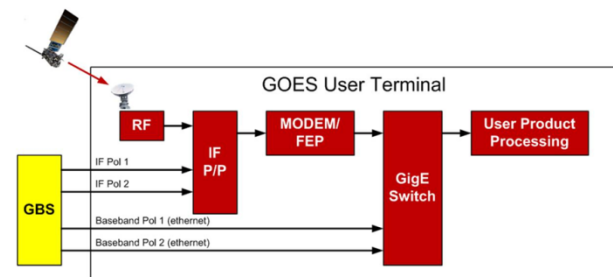 GOES User Terminal
RF
IF
P/P
MODEM/
FEP
GigE
Switch
User Product
Processing
GBS
IF Pol 1
IF Pol 2
Baseband Pol 1 (ethernet)
Baseband Pol 2 (ethernet)